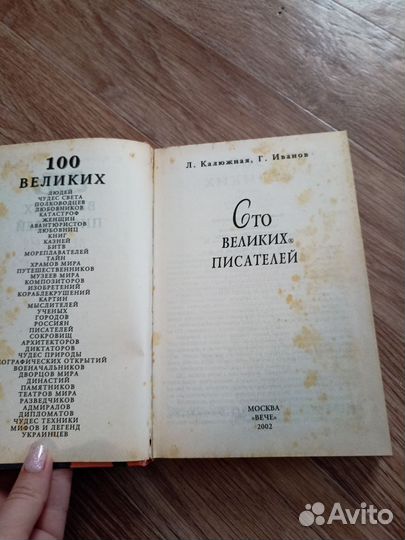 100
ВЕЛИКИХ
ЛЮДЕЙ
ЧУДЕС СВЕТА
ПОЛКОВОДЦЕВ
ЛЮБОВНИКОВ
КАТАСТРОФ
ЖЕНЩИН
АВАНТЮРИСТОВ
ЛЮБОВНИЦ
КНИГ
КАЗНЕЙ
БИТВ
МОРЕПЛАВАТЕЛЕЙ
ТАЙН
ХРАМОВ МИРА
ПУТЕШЕСТВЕННИКОВ
МУЗЕЕВ МИРА
КОМПОЗИТОРОВ
ИЗОБРЕТЕНИЙ
КОРАБЛЕКРУШЕНИЙ
КАРТИН
МЫСЛИТЕЛЕЙ
УЧЕНЫХ
ГОРОДОВ
РОССИЯН
ПИСАТЕЛЕЙ
СОКРОВИЩ
АРХИТЕКТОРОВ
ДИКТАТОРОВ
ЧУДЕС ПРИРОДЫ
ОГРАФИЧЕСКИХ ОТКРЫТИЙ
ВОЕНАЧАЛЬНИКОВ
ДВОРЦОВ МИРА
ДИНАСТИЙ
ПАМЯТНИКОВ
ТЕАТРОВ МИРА
РАЗВЕДЧИКОВ
АДМИРАЛОВ
ДИПЛОМАТОВ
ЧУДЕС ТЕХНИКИ
МИФОВ И ЛЕГЕНД
УКРАИНЦЕВ
Л. Калюжная, Г. Иванов
Сто
ВЕЛИКИХ®
ПИСАТЕЛЕЙ
МОСКВА
«ВЕЧЕ»
2002
Avito